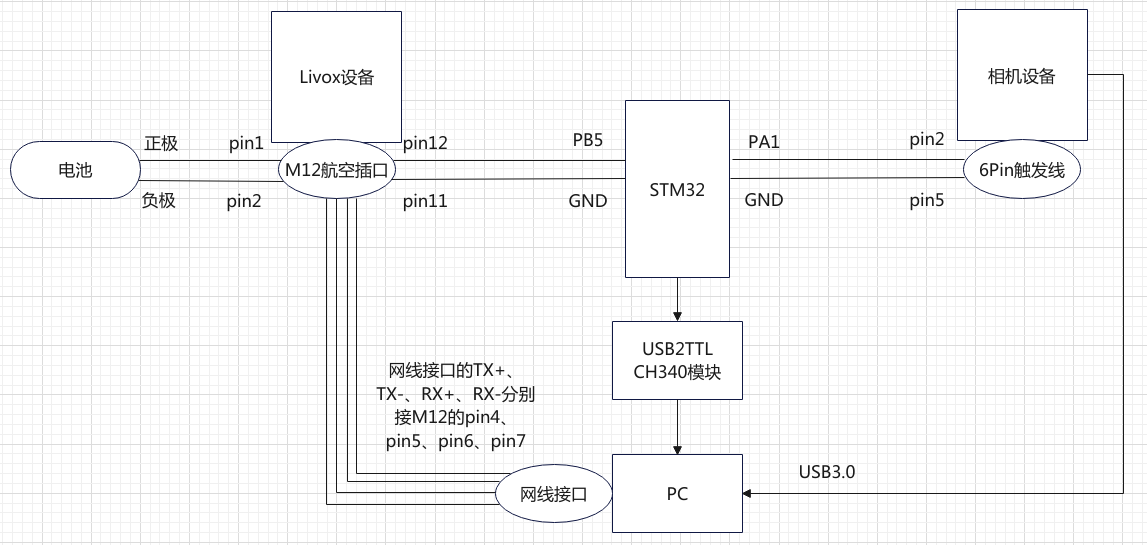 Livox设备
相机设备
正极
pin1
pin12
PB5
PA1
pin2
电池
M12航空插口
STM32
6Pin触发线
负极
pin2
pin11
GND
GND
pin5
USB2TTL
CH340模块
网线接口的TX+、
TX-、RX+、RX-分别
接M12的pin4、
pin5、pin6、pin7
USB3.0
网线接口
PC